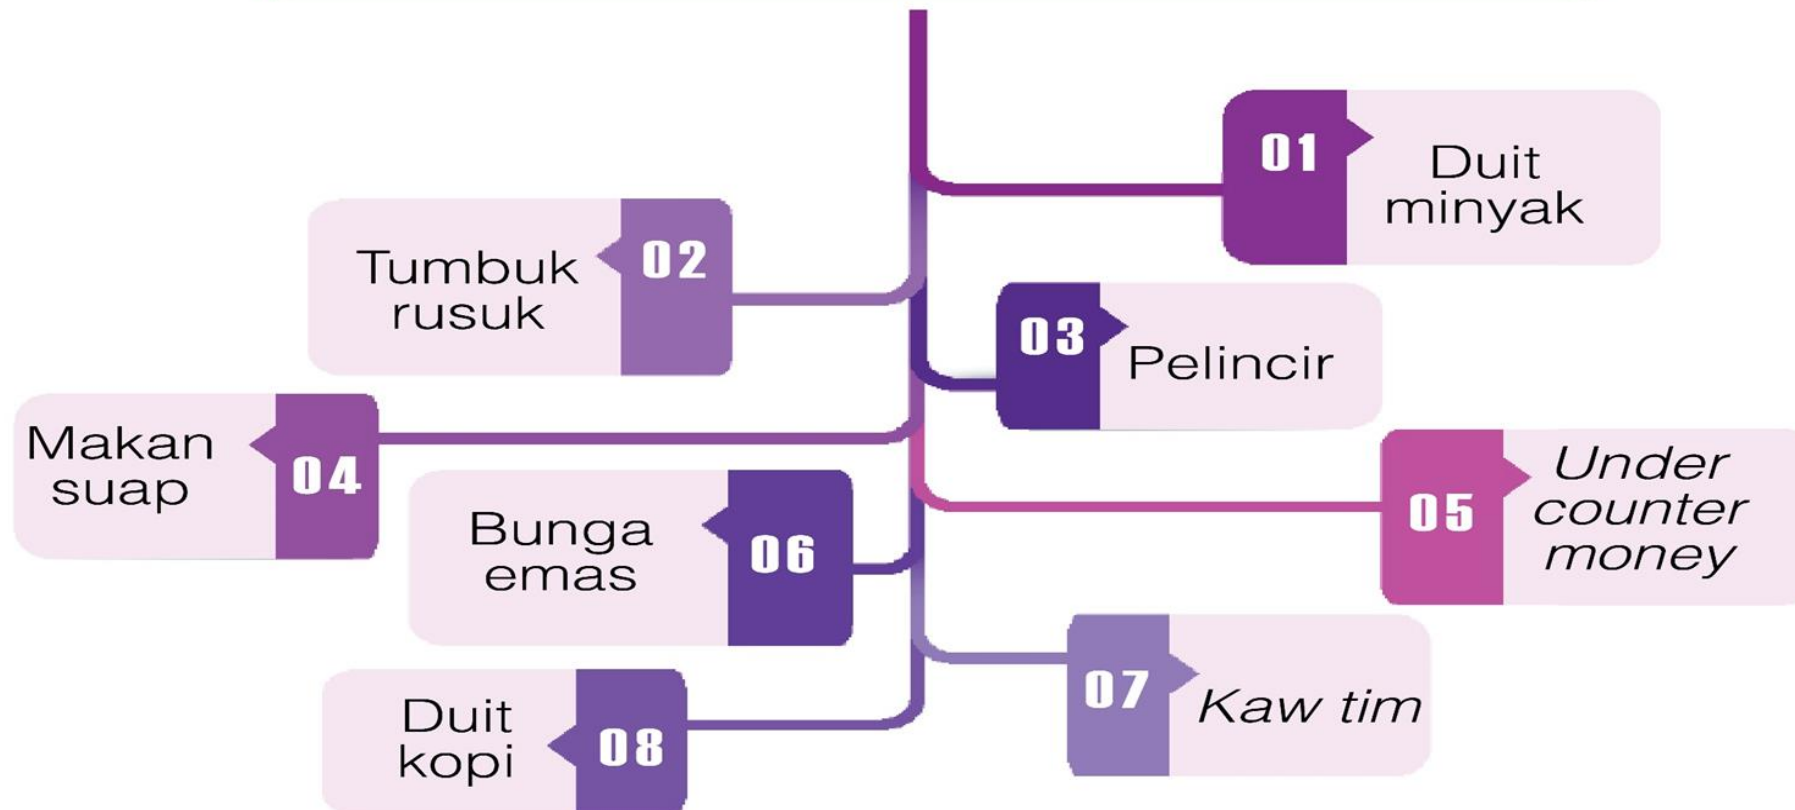 01
Duit
minyak
02
Tumbuk
rusuk
03
Pelincir
04
Makan
suap
05
Under
counter
money
06
Bunga
emas
07
Kaw tim
08
Duit
kopi